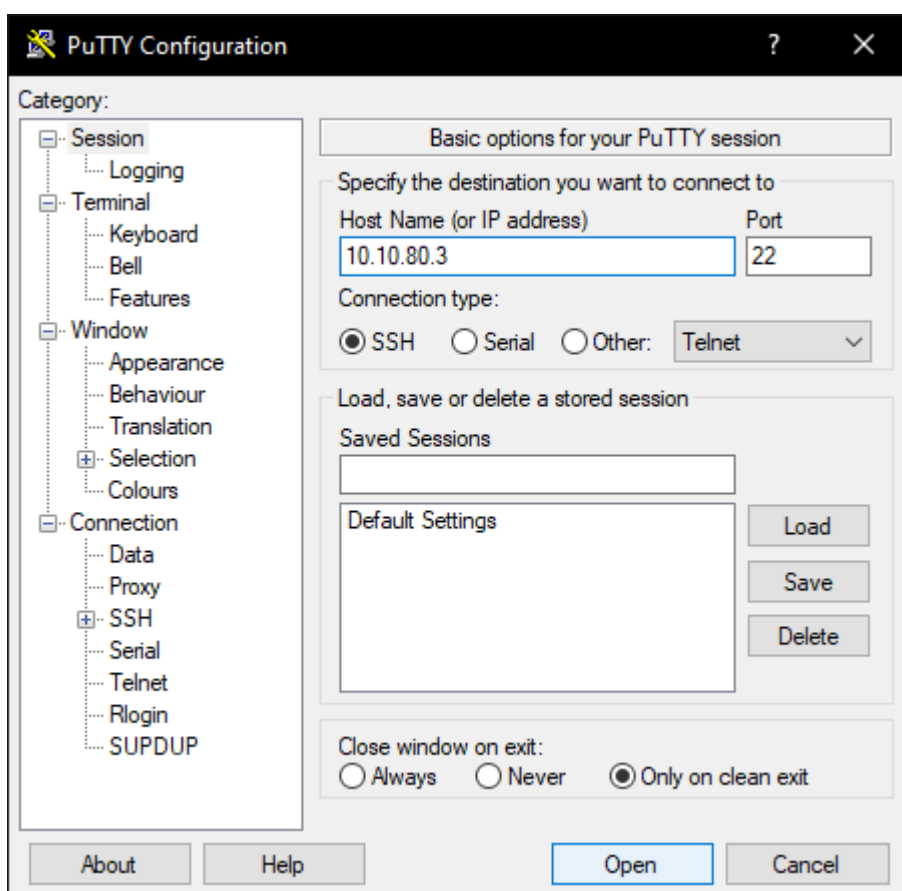 PuTTY Configuration
?
Category:
Session
Logging
Terminal
Keyboard
Bell
Features
Window
Appearance
Behaviour
Translation
Selection
Colours
Connection
Data
Proxy
SSH
Serial
Telnet
Rlogin
SUPDUP
Basic options for your PuTTY session
Specify the destination you want to connect to
Host Name (or IP address) Port
10.10.80.3 22
Connection type:
SSH Serial Other: Telnet
Load, save or delete a stored session
Saved Sessions
Default Settings
Load
Save
Delete
Close window on exit:
Always Never Only on clean exit
About Help Open Cancel